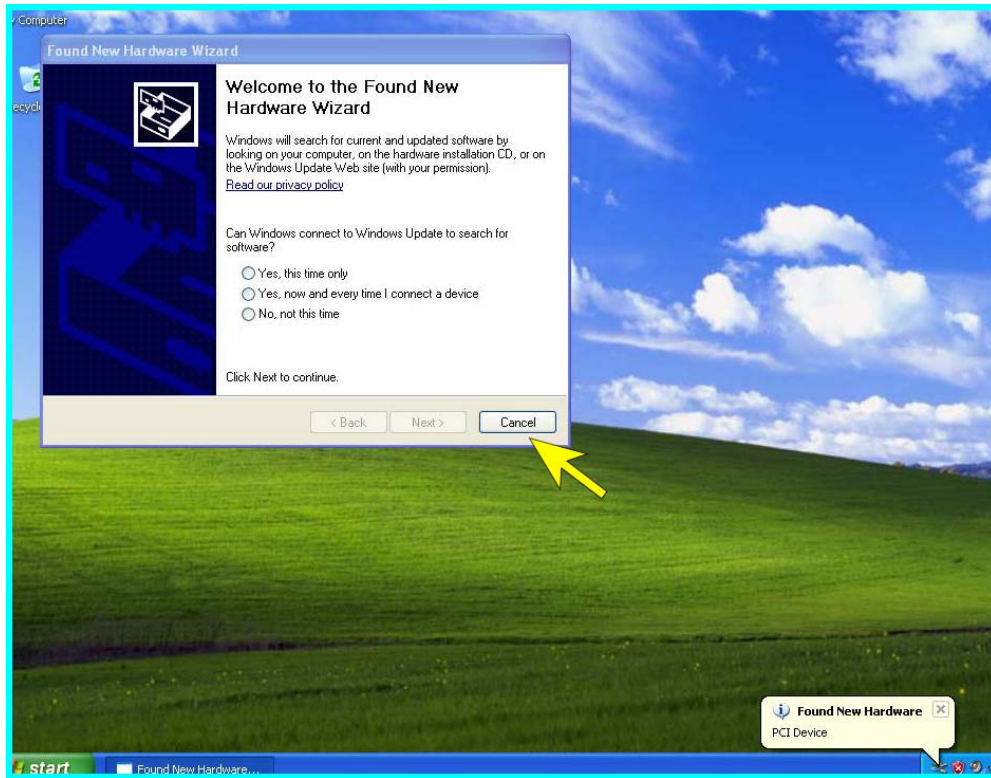 Computer
Found New Hardware Wizard
Welcome to the Found New
Hardware Wizard
Windows will search for current and updated software by
looking on your computer, on the hardware installation CD, or on
the Windows Update Web site (with your permission).
Read our privacy policy
Can Windows connect to Windows Update to search for
software?
Yes, this time only
Yes, now and every time I connect a device
No, not this time
Click Next to continue.
< Back
Next >
Cancel
Found New Hardware
PCI Device
start
Found New Hardware...